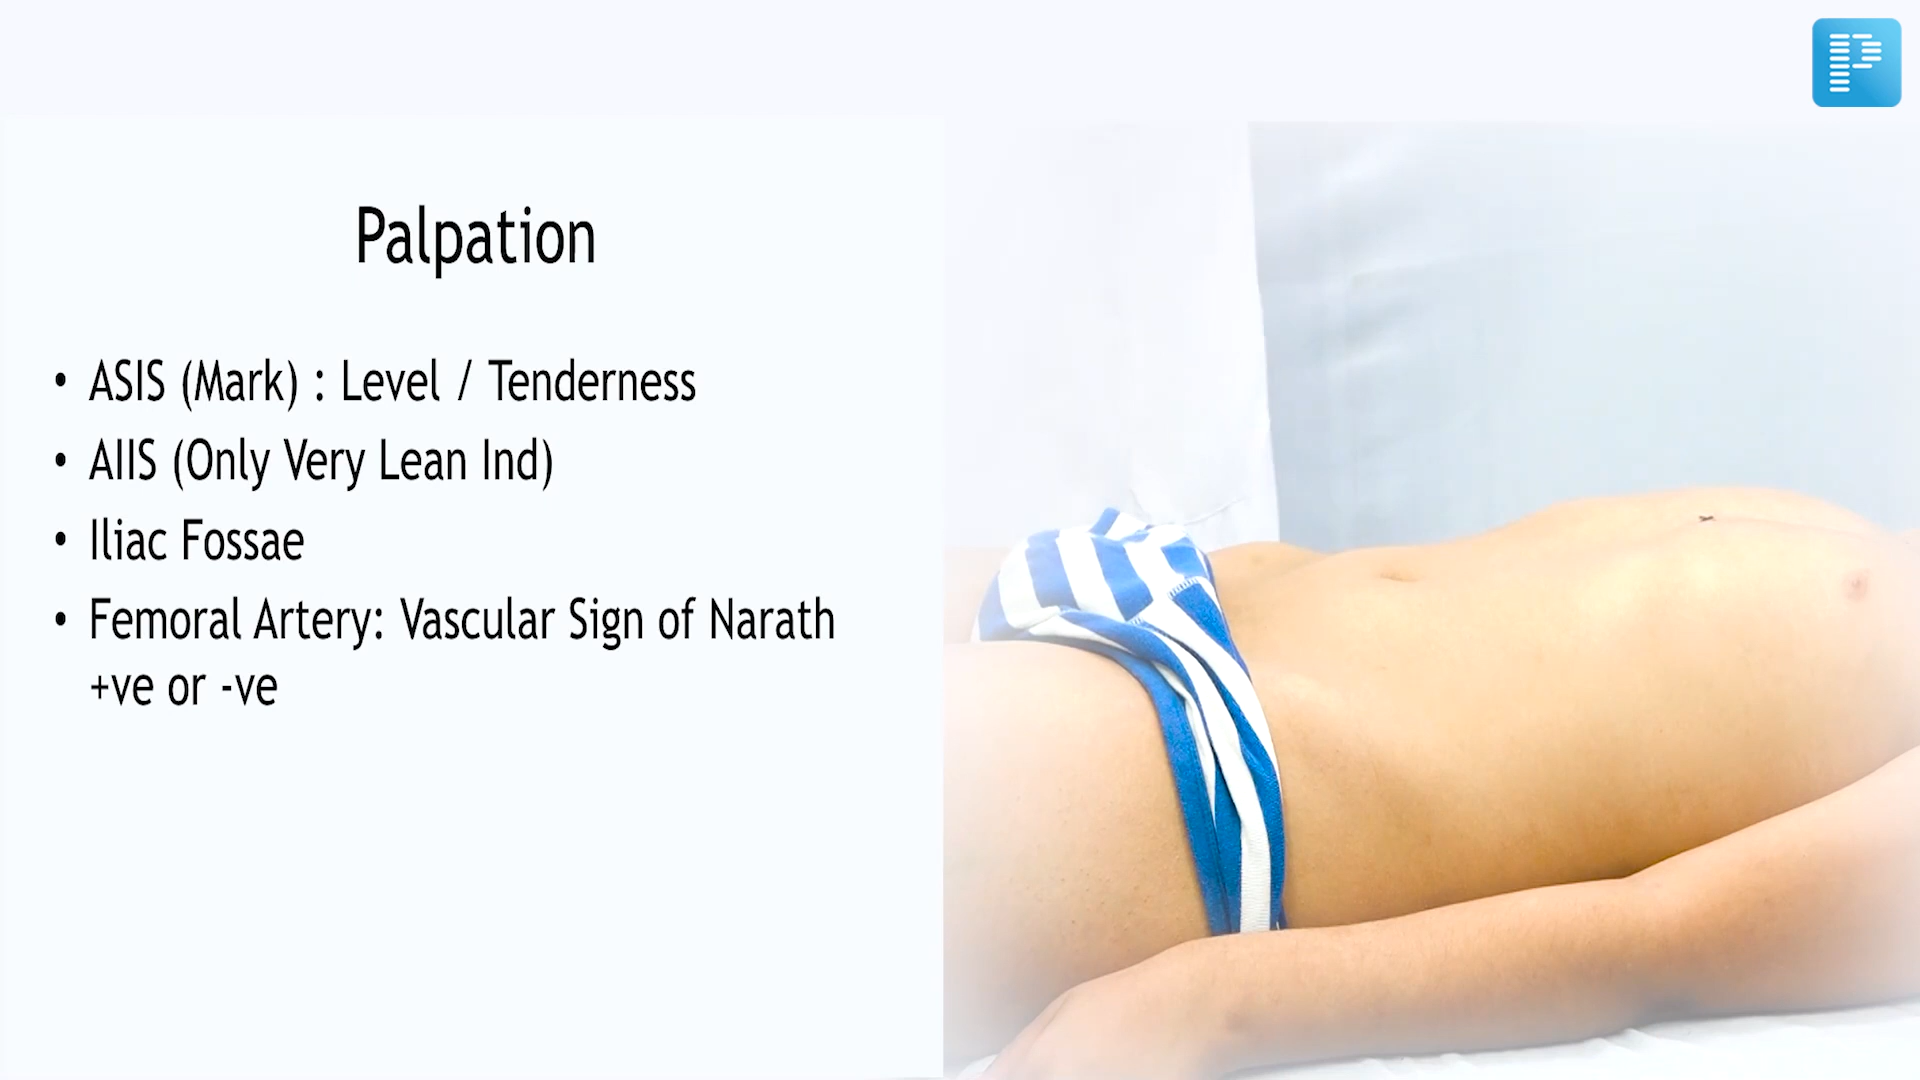 Palpation
• ASIS (Mark) : Level / Tenderness
• AIIS (Only Very Lean Ind)
• Iliac Fossae
• Femoral Artery: Vascular Sign of Narath
+ve or -ve
P